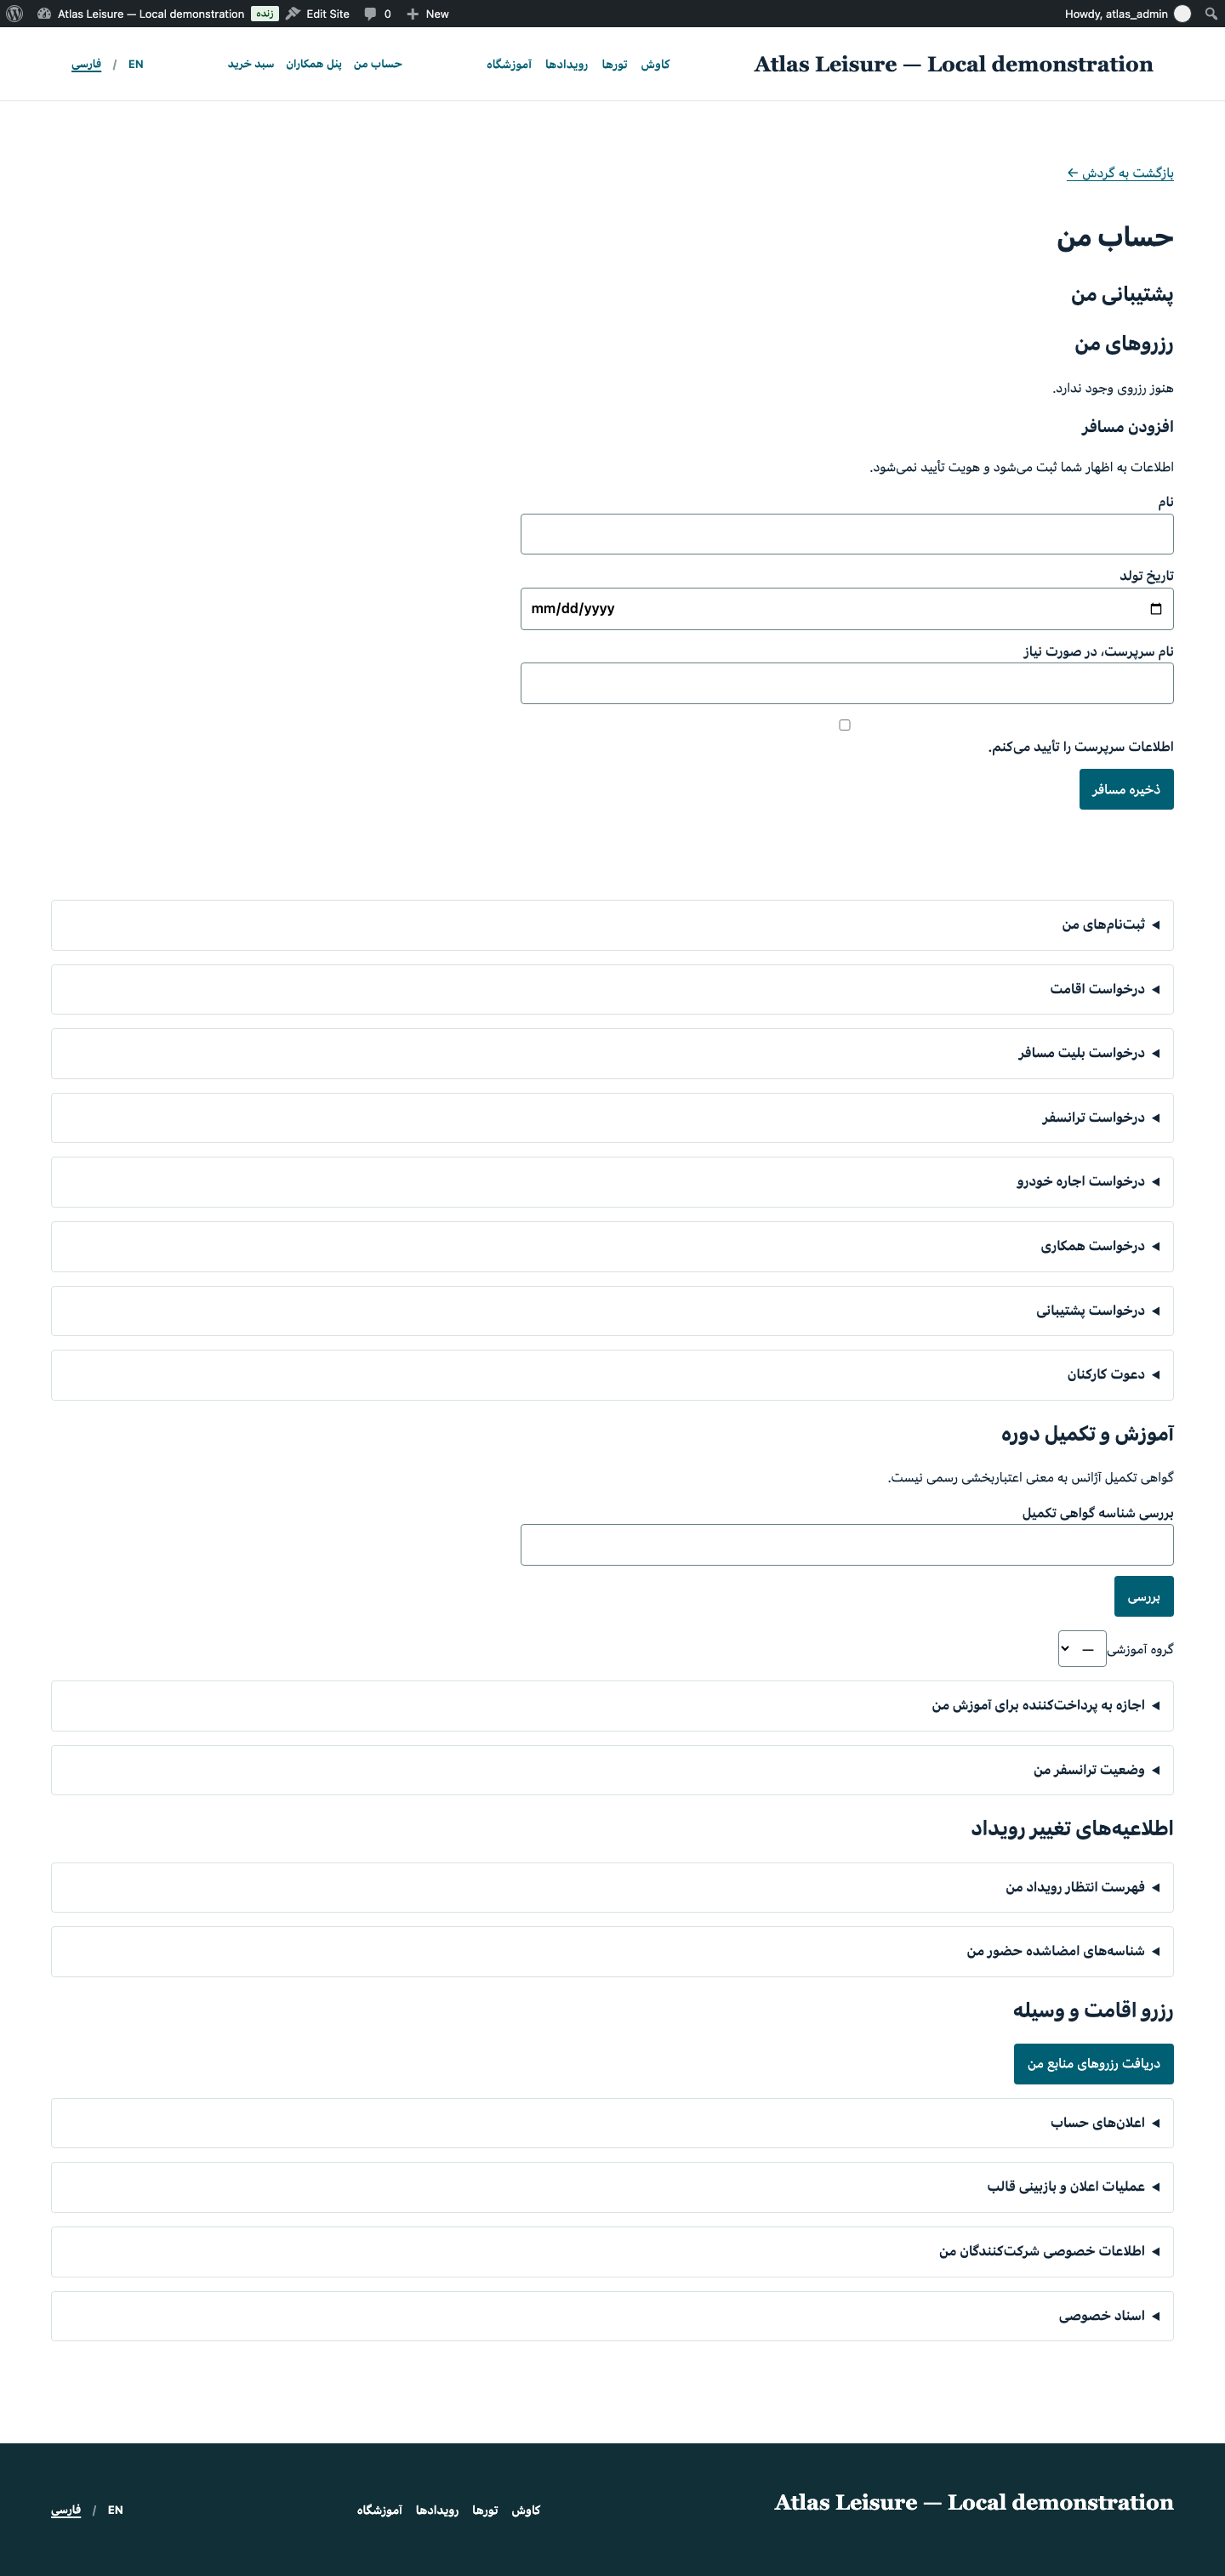 Atlas Leisure — Local demonstration زنده Edit Site 0 New Howdy, atlas_admin
Atlas Leisure — Local demonstration
کاوش تورها رویدادها آموزشگاه
حساب من پنل همکاران سبد خرید
EN / فارسی
بازگشت به گردش ←
حساب من
پشتیبانی من
رزروهای من
هنوز رزروی وجود ندارد.
افزودن مسافر
اطلاعات به اظهار شما ثبت می‌شود و هویت تأیید نمی‌شود.
نام
تاریخ تولد
mm/dd/yyyy
نام سرپرست، در صورت نیاز
اطلاعات سرپرست را تأیید می‌کنم.
ذخیره مسافر
ثبت‌نام‌های من
درخواست اقامت
درخواست بلیت مسافر
درخواست ترانسفر
درخواست اجاره خودرو
درخواست همکاری
درخواست پشتیبانی
دعوت کارکنان
آموزش و تکمیل دوره
گواهی تکمیل آژانس به معنی اعتباربخشی رسمی نیست.
بررسی شناسه گواهی تکمیل
بررسی
گروه آموزشی —
اجازه به پرداخت‌کننده برای آموزش من
وضعیت ترانسفر من
اطلاعیه‌های تغییر رویداد
فهرست انتظار رویداد من
شناسه‌های امضاشده حضور من
رزرو اقامت و وسیله
دریافت رزروهای منابع من
اعلان‌های حساب
عملیات اعلان و بازبینی قالب
اطلاعات خصوصی شرکت‌کنندگان من
اسناد خصوصی
Atlas Leisure — Local demonstration
کاوش تورها رویدادها آموزشگاه
EN / فارسی